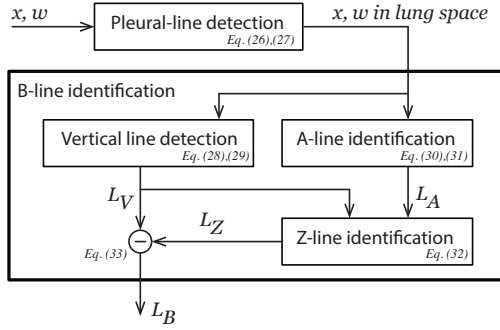 x, w
Pleural-line detection
Eq. (26),(27)
x, w in lung space
B-line identification
Vertical line detection
Eq. (28),(29)
A-line identification
Eq. (30),(31)
L_V
L_A
L_Z
Z-line identification
Eq. (32)
−
Eq. (33)
L_B